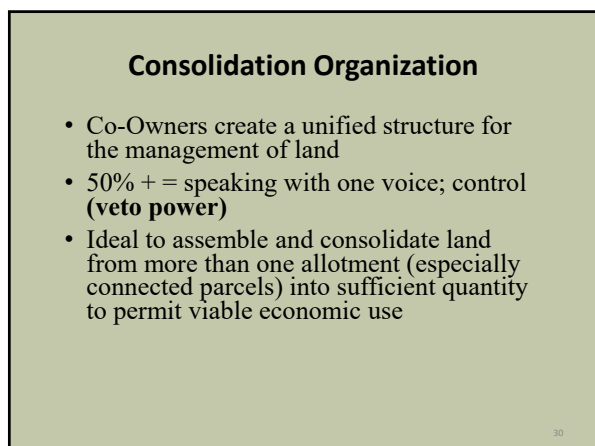 Consolidation Organization
• Co-Owners create a unified structure for
the management of land
• 50% + = speaking with one voice; control
(veto power)
• Ideal to assemble and consolidate land
from more than one allotment (especially
connected parcels) into sufficient quantity
to permit viable economic use
30